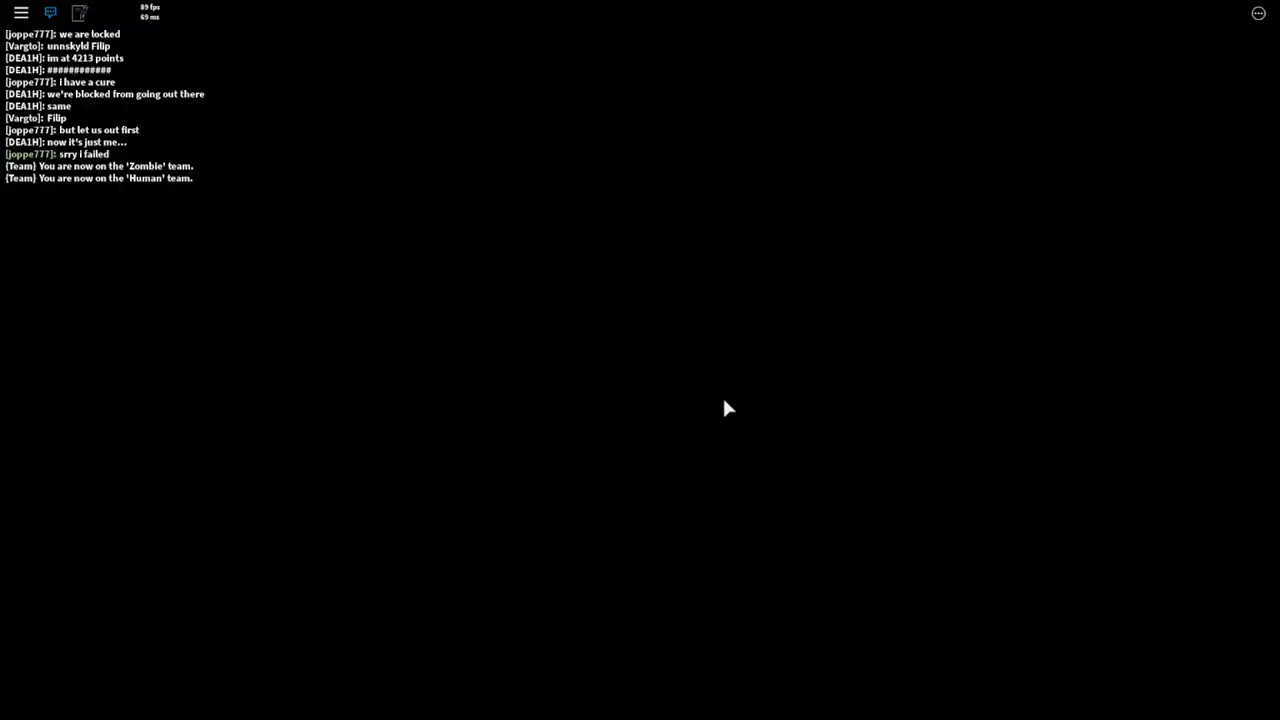 89 fps
69 ms
[joppe777]: we are locked
[Vargto]: unnskyld Filip
[DEA1H]: im at 4213 points
[DEA1H]: ############
[joppe777]: i have a cure
[DEA1H]: we're blocked from going out there
[DEA1H]: same
[Vargto]: Filip
[joppe777]: but let us out first
[DEA1H]: now it's just me...
[joppe777]: srry i failed
{Team} You are now on the 'Zombie' team.
{Team} You are now on the 'Human' team.